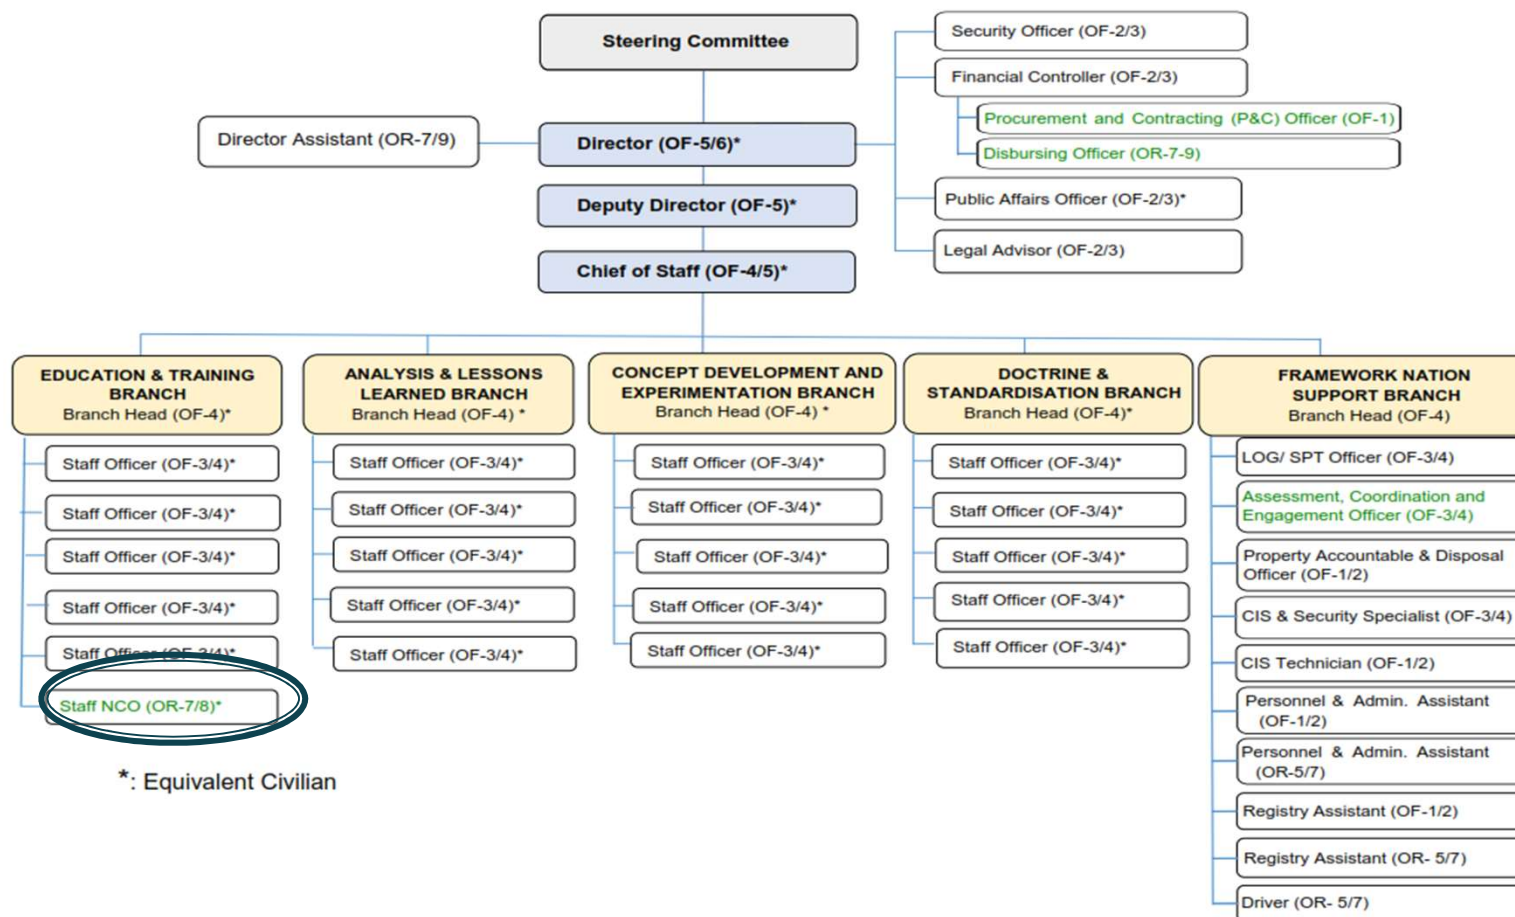 Steering Committee
Security Officer (OF-2/3)
Financial Controller (OF-2/3)
Procurement and Contracting (P&C) Officer (OF-1)
Disbursing Officer (OR-7-9)
Public Affairs Officer (OF-2/3)*
Legal Advisor (OF-2/3)
Director Assistant (OR-7/9)
Director (OF-5/6)*
Deputy Director (OF-5)*
Chief of Staff (OF-4/5)*
EDUCATION & TRAINING
BRANCH
Branch Head (OF-4)*
Staff Officer (OF-3/4)*
Staff Officer (OF-3/4)*
Staff Officer (OF-3/4)*
Staff Officer (OF-3/4)*
Staff Officer (OF-3/4)*
Staff NCO (OR-7/8)*
ANALYSIS & LESSONS
LEARNED BRANCH
Branch Head (OF-4) *
Staff Officer (OF-3/4)*
Staff Officer (OF-3/4)*
Staff Officer (OF-3/4)*
Staff Officer (OF-3/4)*
Staff Officer (OF-3/4)*
CONCEPT DEVELOPMENT AND
EXPERIMENTATION BRANCH
Branch Head (OF-4) *
Staff Officer (OF-3/4)*
Staff Officer (OF-3/4)*
Staff Officer (OF-3/4)*
Staff Officer (OF-3/4)*
Staff Officer (OF-3/4)*
DOCTRINE &
STANDARDISATION BRANCH
Branch Head (OF-4)*
Staff Officer (OF-3/4)*
Staff Officer (OF-3/4)*
Staff Officer (OF-3/4)*
Staff Officer (OF-3/4)*
Staff Officer (OF-3/4)*
FRAMEWORK NATION
SUPPORT BRANCH
Branch Head (OF-4)
LOG/ SPT Officer (OF-3/4)
Assessment, Coordination and
Engagement Officer (OF-3/4)
Property Accountable & Disposal
Officer (OF-1/2)
CIS & Security Specialist (OF-3/4)
CIS Technician (OF-1/2)
Personnel & Admin. Assistant
(OF-1/2)
Personnel & Admin. Assistant
(OR-5/7)
Registry Assistant (OF-1/2)
Registry Assistant (OR- 5/7)
Driver (OR- 5/7)
*: Equivalent Civilian